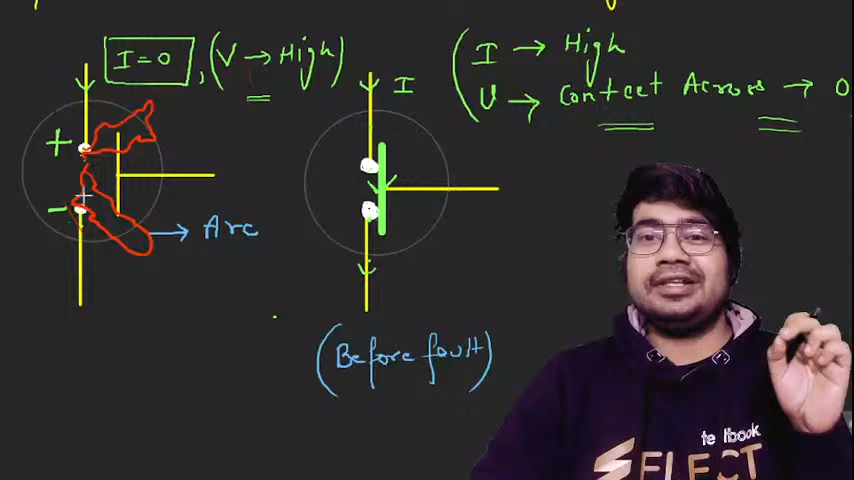 I = 0 , (V → High)
+
-
→ Arc
I
I → High
V → Contact Across → 0
(Before fault)
testbook
SELECT